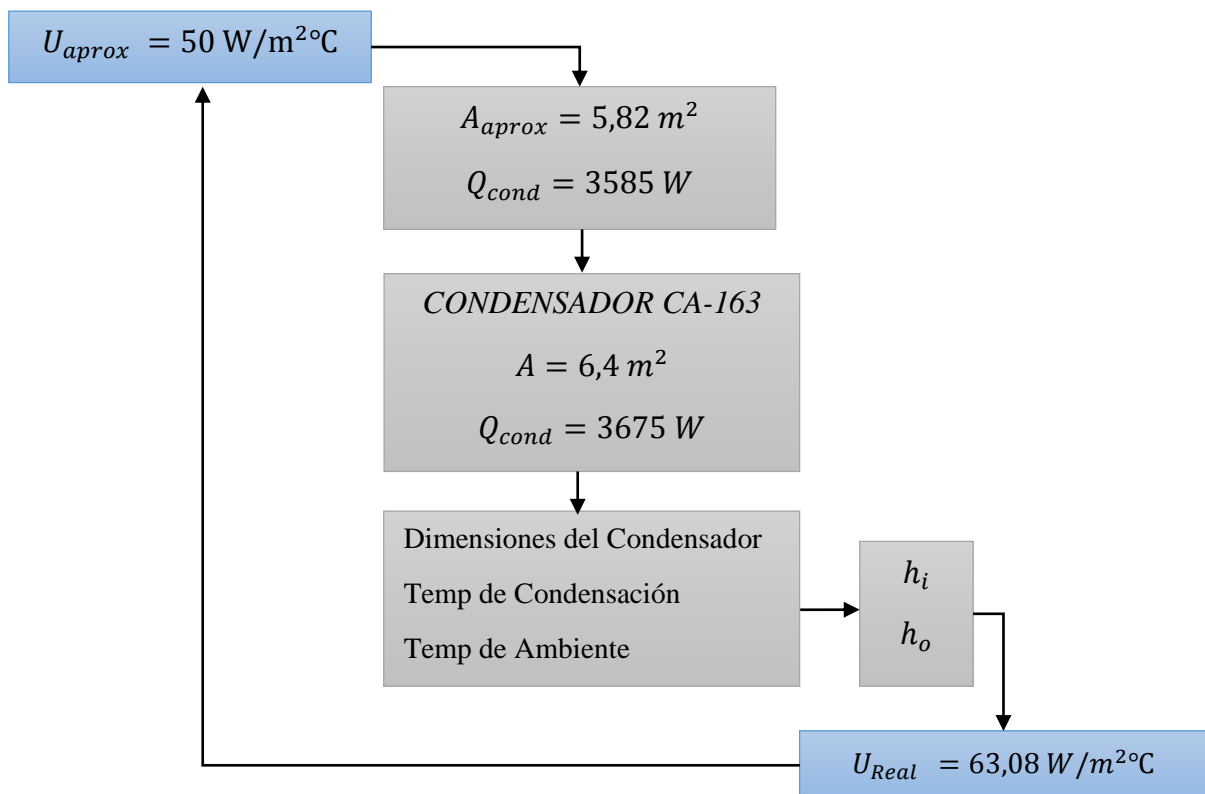 U_aprox = 50 W/m²°C
A_aprox = 5,82 m²
Q_cond = 3585 W
CONDENSADOR CA-163
A = 6,4 m²
Q_cond = 3675 W
Dimensiones del Condensador
Temp de Condensación
Temp de Ambiente
h_i
h_o
U_Real = 63,08 W/m²°C